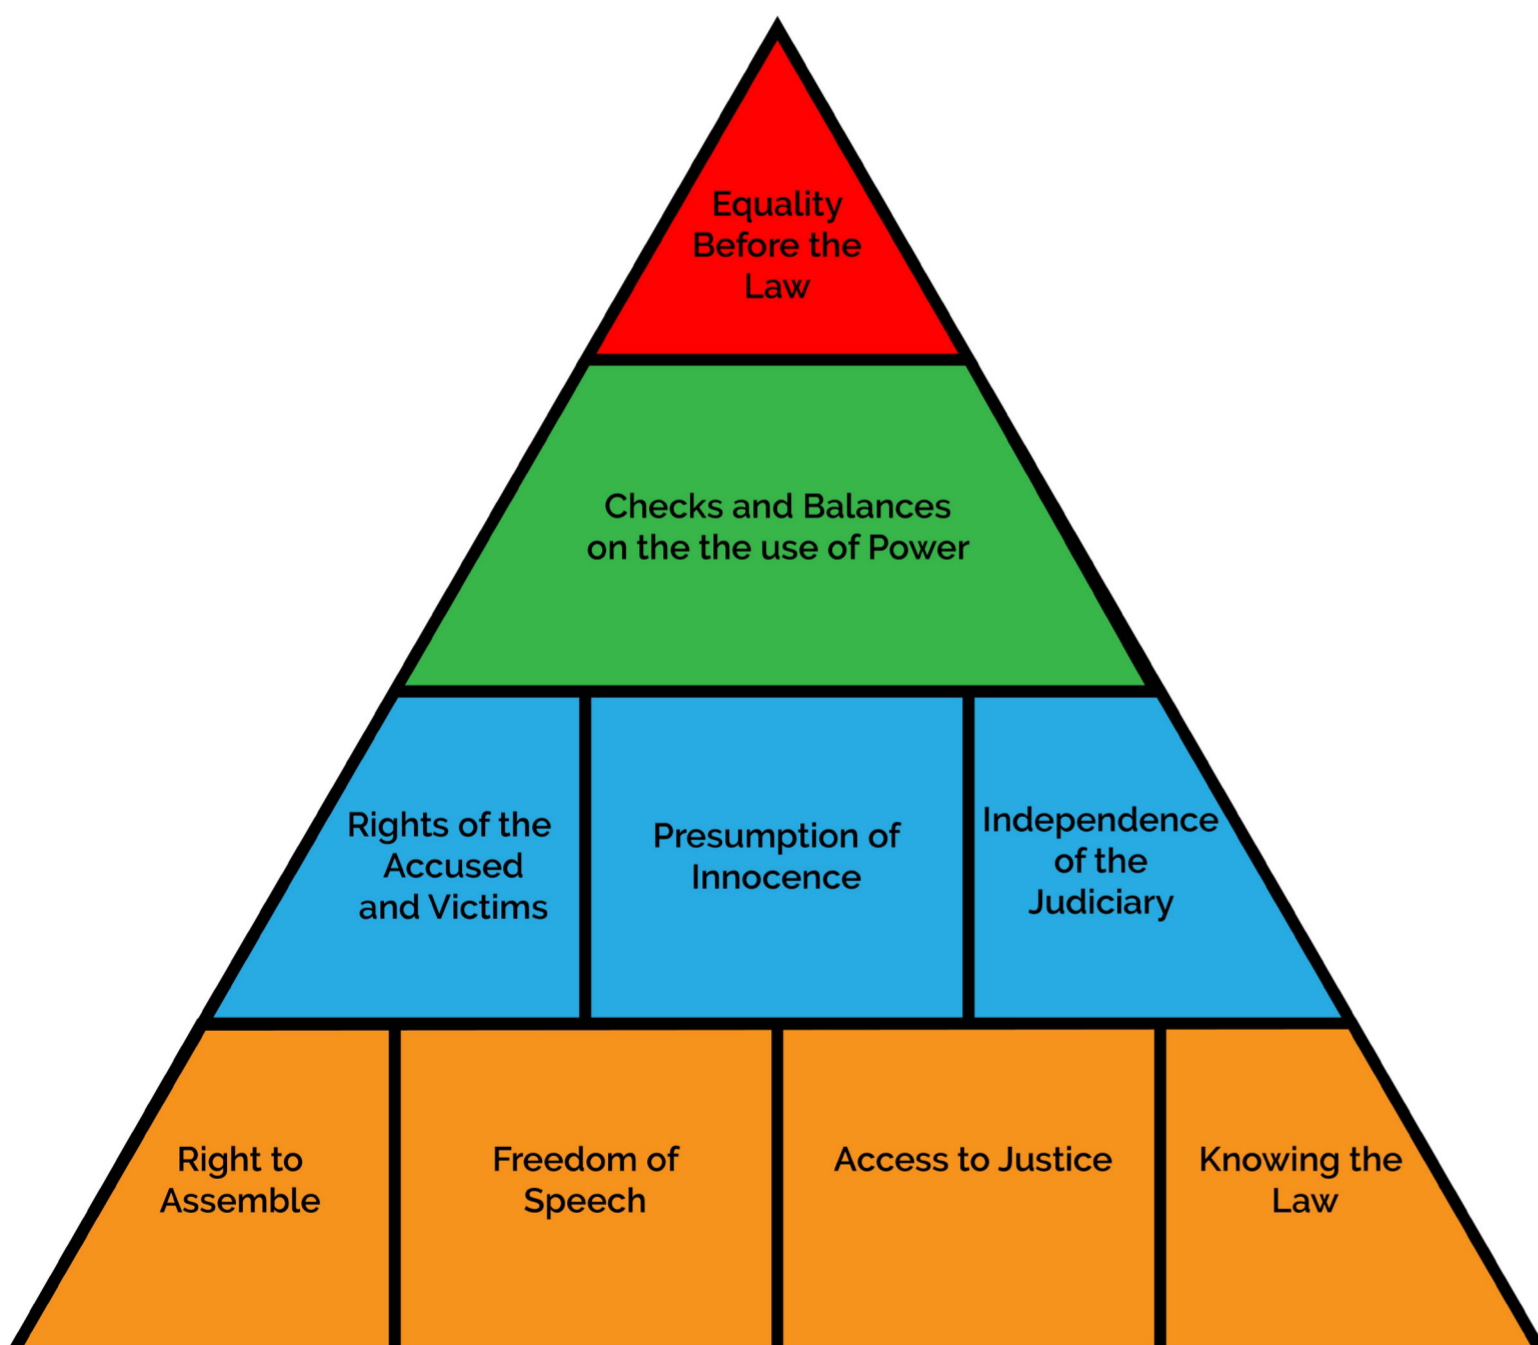 Equality
Before the
Law
Checks and Balances
on the the use of Power
Rights of the
Accused
and Victims
Presumption of
Innocence
Independence
of the
Judiciary
Right to
Assemble
Freedom of
Speech
Access to Justice
Knowing the
Law